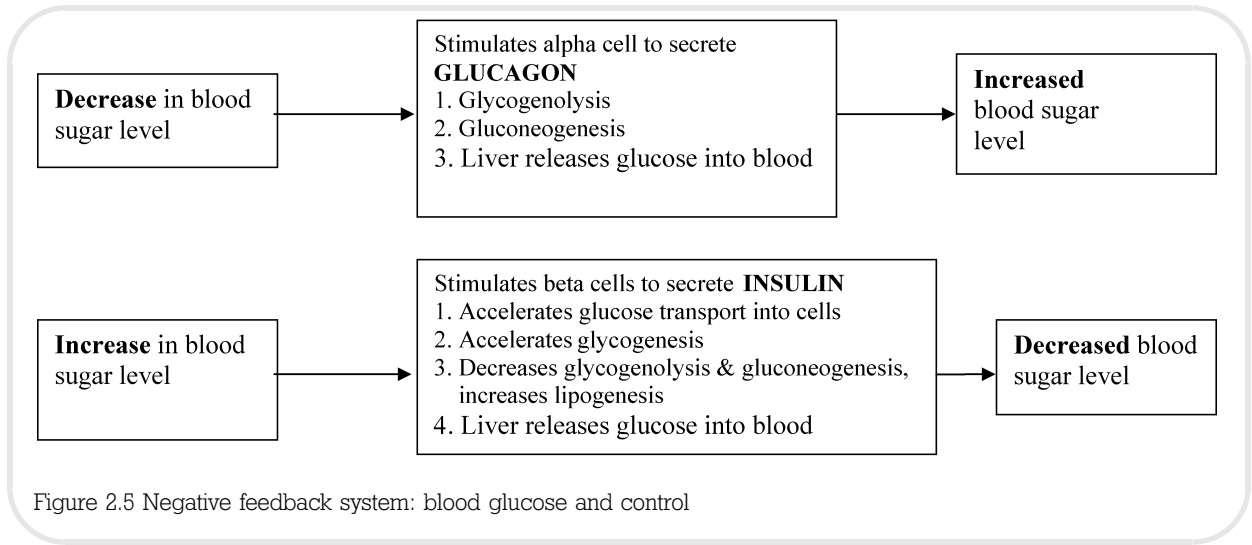 Decrease in blood
sugar level
Stimulates alpha cell to secrete
GLUCAGON
1. Glycogenolysis
2. Gluconeogenesis
3. Liver releases glucose into blood
Increased
blood sugar
level
Increase in blood
sugar level
Stimulates beta cells to secrete INSULIN
1. Accelerates glucose transport into cells
2. Accelerates glycogenesis
3. Decreases glycogenolysis & gluconeogenesis,
increases lipogenesis
4. Liver releases glucose into blood
Decreased blood
sugar level
Figure 2.5 Negative feedback system: blood glucose and control